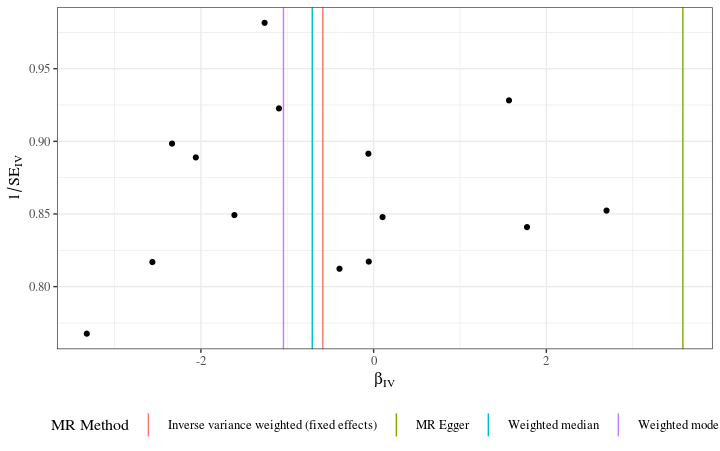 0.95
0.90
0.85
0.80
1/SE_IV
-2 0 2
β_IV
MR Method Inverse variance weighted (fixed effects) MR Egger Weighted median Weighted mode